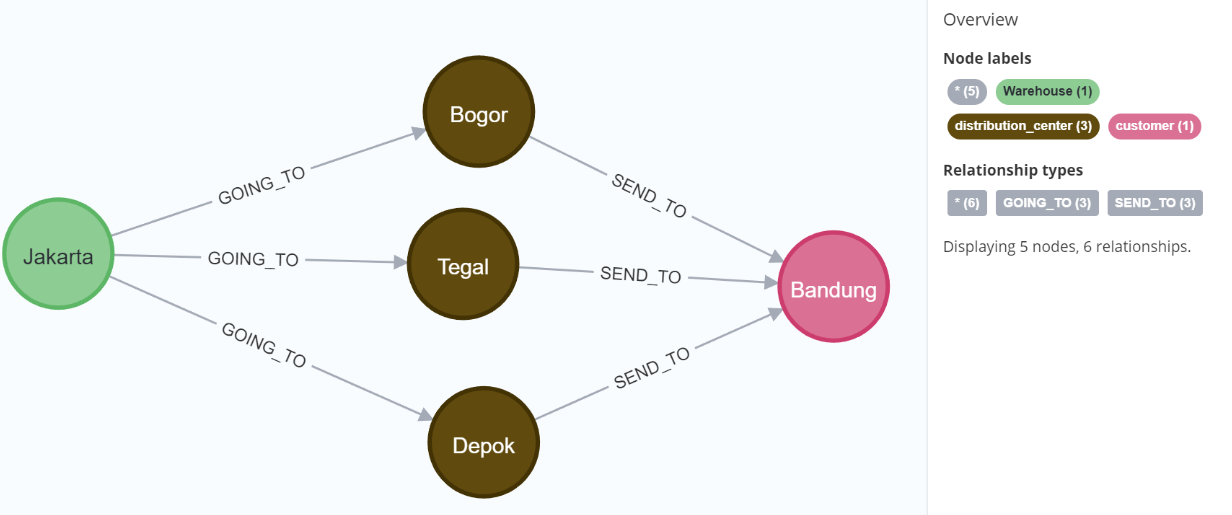 Jakarta
GOING_TO
GOING_TO
GOING_TO
Bogor
Tegal
Depok
SEND_TO
SEND_TO
SEND_TO
Bandung
Overview
Node labels
* (5) Warehouse (1)
distribution_center (3) customer (1)
Relationship types
* (6) GOING_TO (3) SEND_TO (3)
Displaying 5 nodes, 6 relationships.